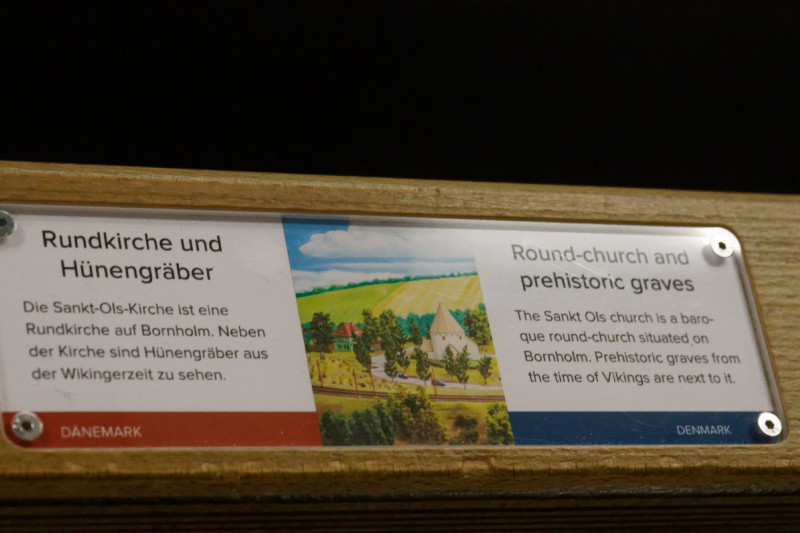 Rundkirche und
Hünengräber
Die Sankt-Ols-Kirche ist eine
Rundkirche auf Bornholm. Neben
der Kirche sind Hünengräber aus
der Wikingerzeit zu sehen.
DÄNEMARK
Round-church and
prehistoric graves
The Sankt Ols church is a baro-
que round-church situated on
Bornholm. Prehistoric graves from
the time of Vikings are next to it.
DENMARK